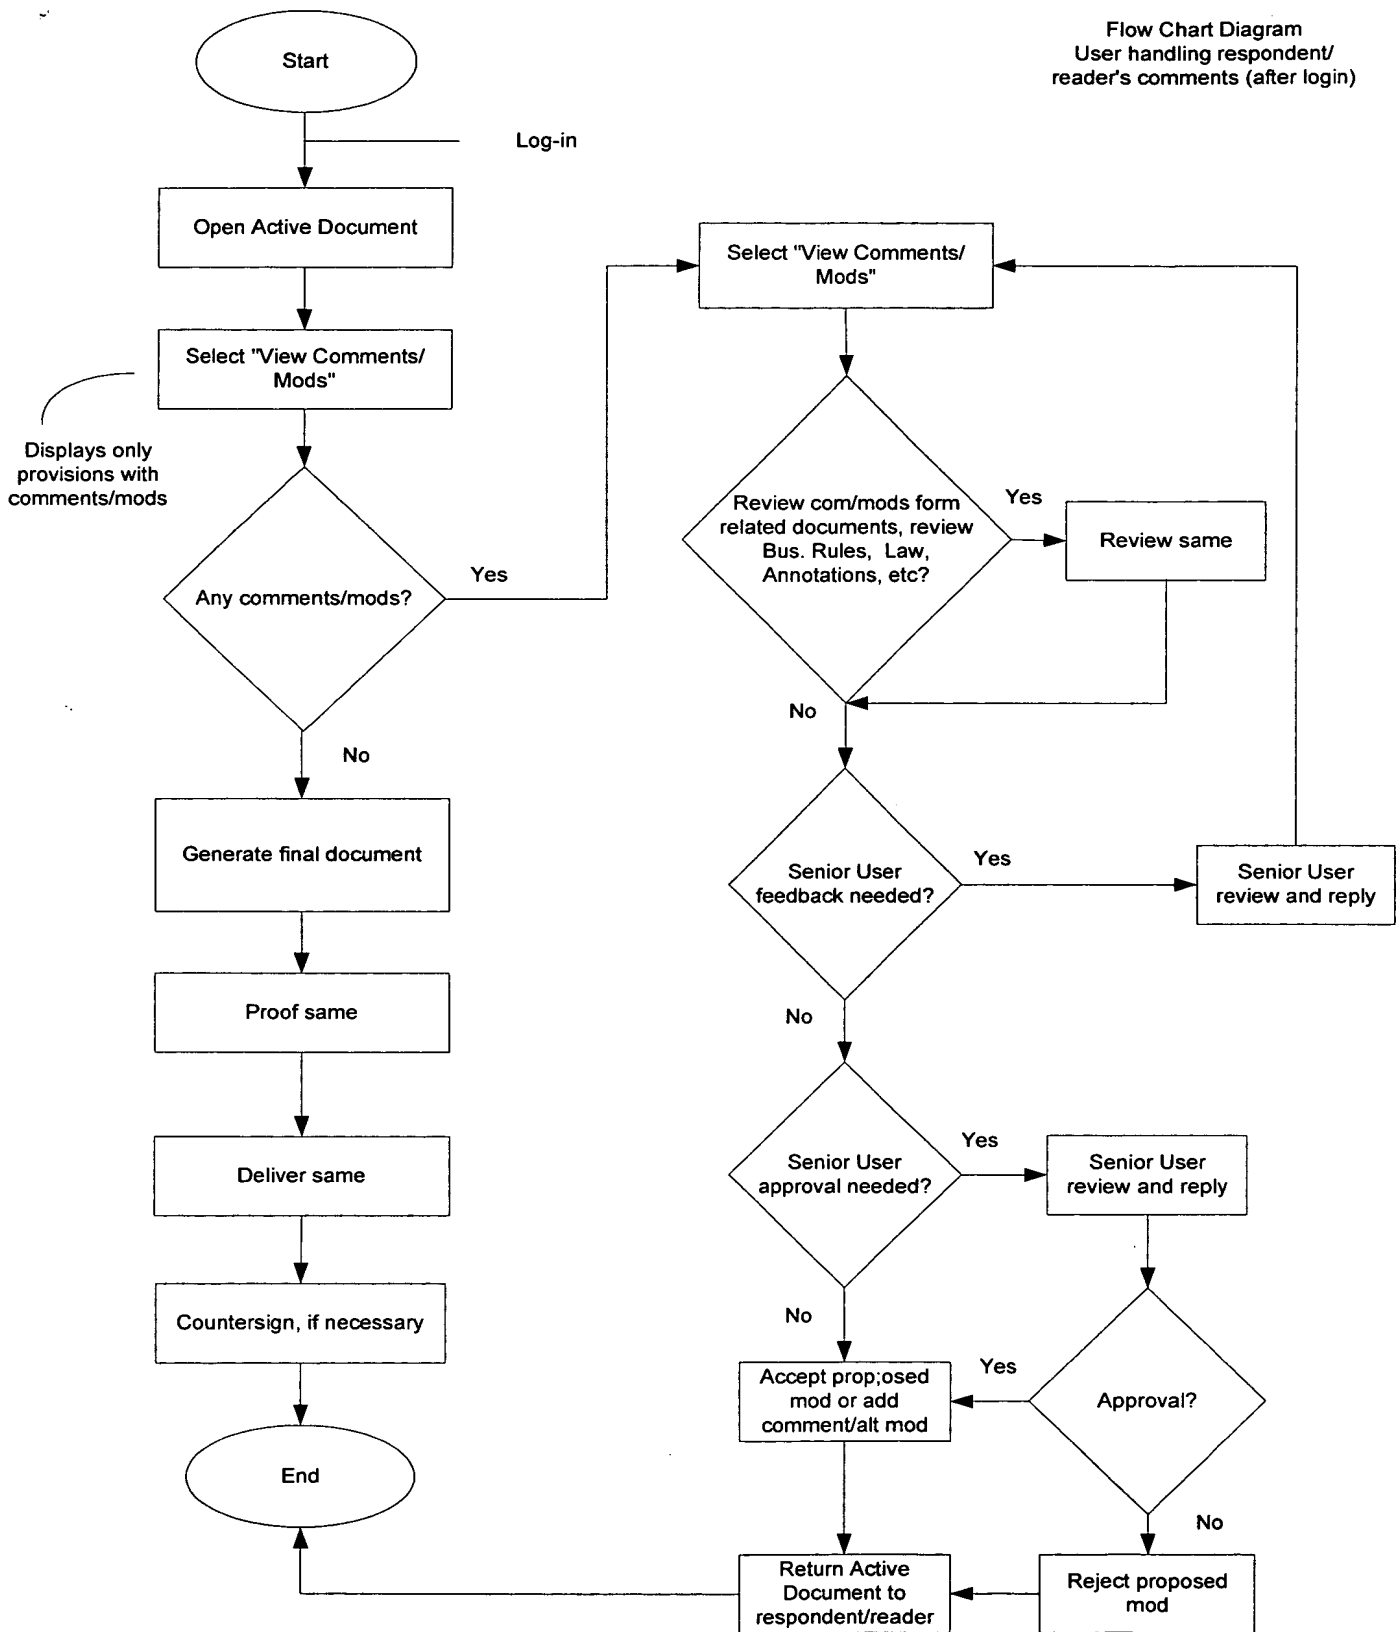 Flow Chart Diagram
User handling respondent/
reader's comments (after login)
Start
Log-in
Open Active Document
Select "View Comments/
Mods"
Displays only
provisions with
comments/mods
Any comments/mods?
Yes
No
Generate final document
Proof same
Deliver same
Countersign, if necessary
End
Select "View Comments/
Mods"
Review com/mods form
related documents, review
Bus. Rules, Law,
Annotations, etc?
Yes
Review same
No
Senior User
feedback needed?
Yes
Senior User
review and reply
No
Senior User
approval needed?
Yes
Senior User
review and reply
No
Accept prop;osed
mod or add
comment/alt mod
Yes
Approval?
No
Return Active
Document to
respondent/reader
Reject proposed
mod